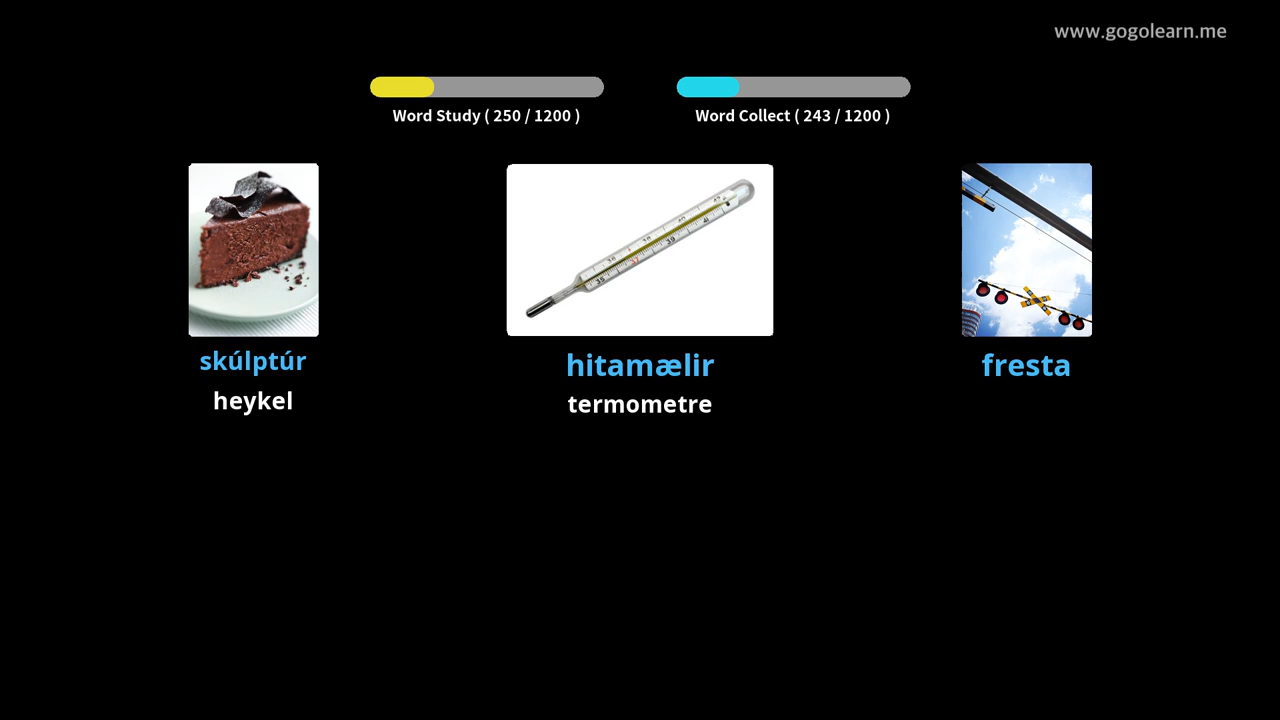 www.gogolearn.me
Word Study ( 250 / 1200 )
Word Collect ( 243 / 1200 )
skúlptúr
heykel
hitamælir
termometre
fresta